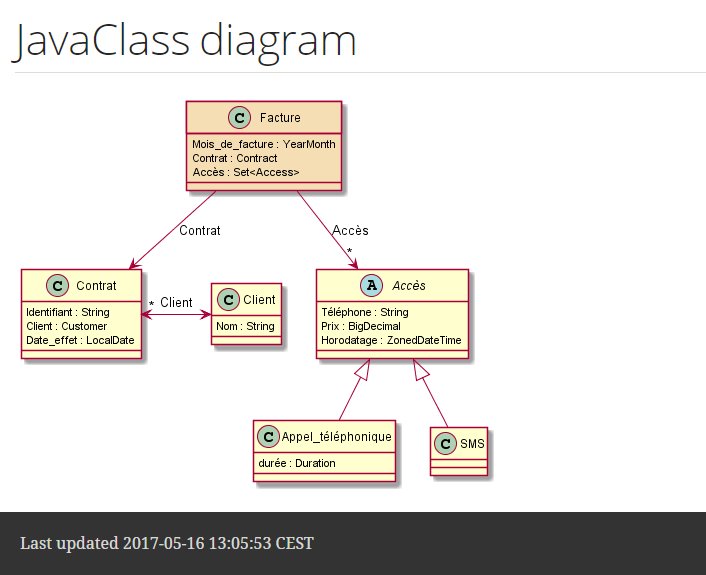 JavaClass diagram
C Facture
Mois_de_facture : YearMonth
Contrat : Contract
Accès : Set<Access>
Contrat
Accès
*
C Contrat
Identifiant : String
Client : Customer
Date_effet : LocalDate
* Client
C Client
Nom : String
A Accès
Téléphone : String
Prix : BigDecimal
Horodatage : ZonedDateTime
C Appel_téléphonique
durée : Duration
C SMS
Last updated 2017-05-16 13:05:53 CEST